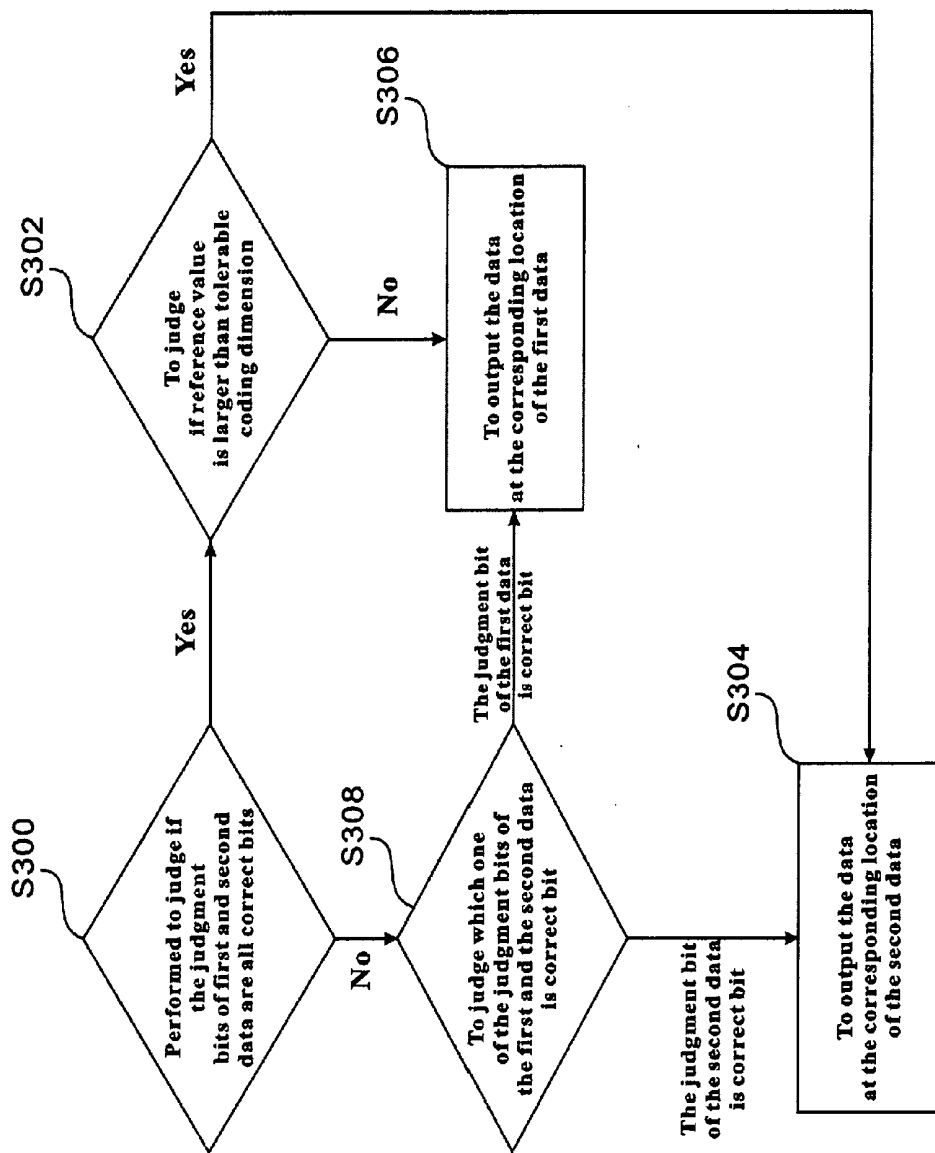 S300
Performed to judge if
the judgment
bits of first and second
data are all correct bits
Yes
No
S302
To judge
if reference value
is larger than tolerable
coding dimension
Yes
No
S308
To judge which one
of the judgment bits of
the first and the second data
is correct bit
The judgment bit
of the first data
is correct bit
The judgment bit
of the second data
is correct bit
S306
To output the data
at the corresponding location
of the first data
S304
To output the data
at the corresponding location
of the second data